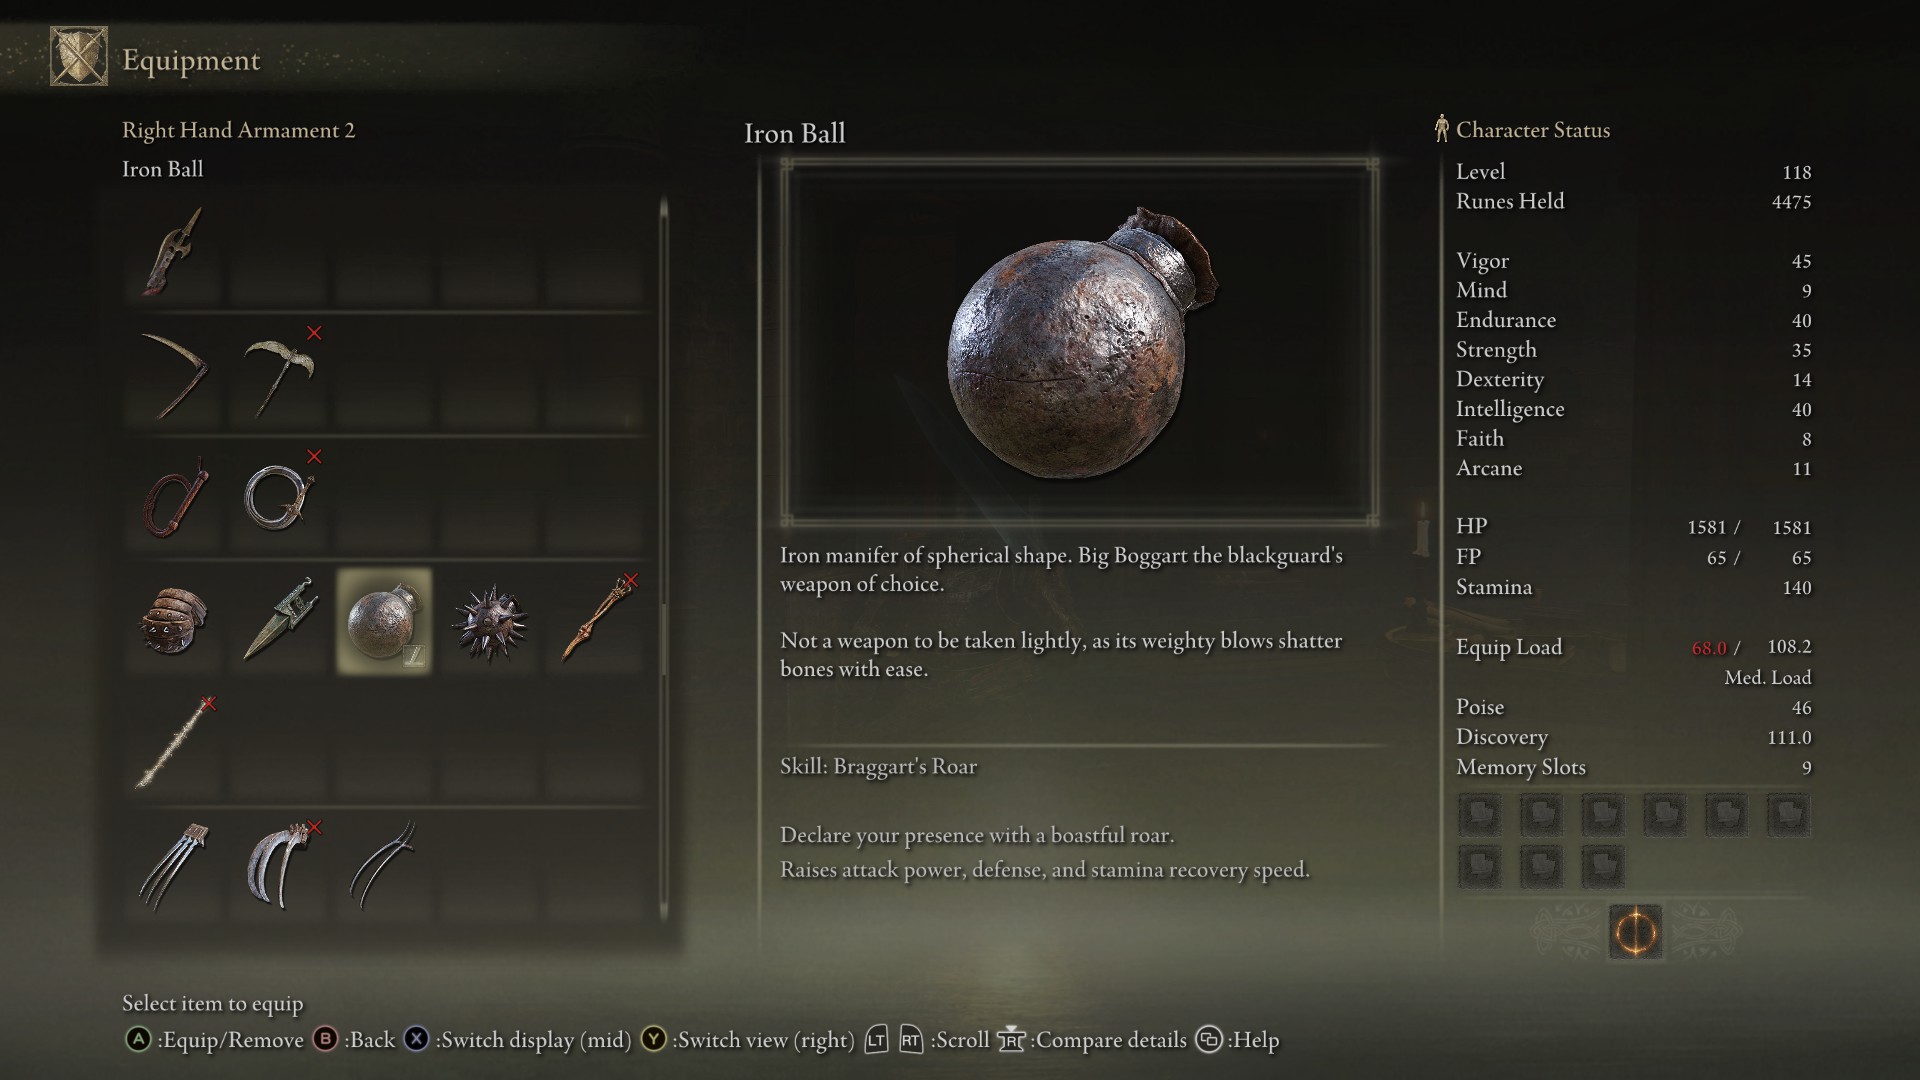 Equipment
Right Hand Armament 2
Iron Ball
Iron Ball
Iron manifer of spherical shape. Big Boggart the blackguard's
weapon of choice.
Not a weapon to be taken lightly, as its weighty blows shatter
bones with ease.
Skill: Braggart's Roar
Declare your presence with a boastful roar.
Raises attack power, defense, and stamina recovery speed.
Character Status
Level 118
Runes Held 4475
Vigor 45
Mind 9
Endurance 40
Strength 35
Dexterity 14
Intelligence 40
Faith 8
Arcane 11
HP 1581 / 1581
FP 65 / 65
Stamina 140
Equip Load 68.0 / 108.2
Med. Load
Poise 46
Discovery 111.0
Memory Slots 9
Select item to equip
A :Equip/Remove B :Back X :Switch display (mid) Y :Switch view (right) LT RT :Scroll R :Compare details :Help